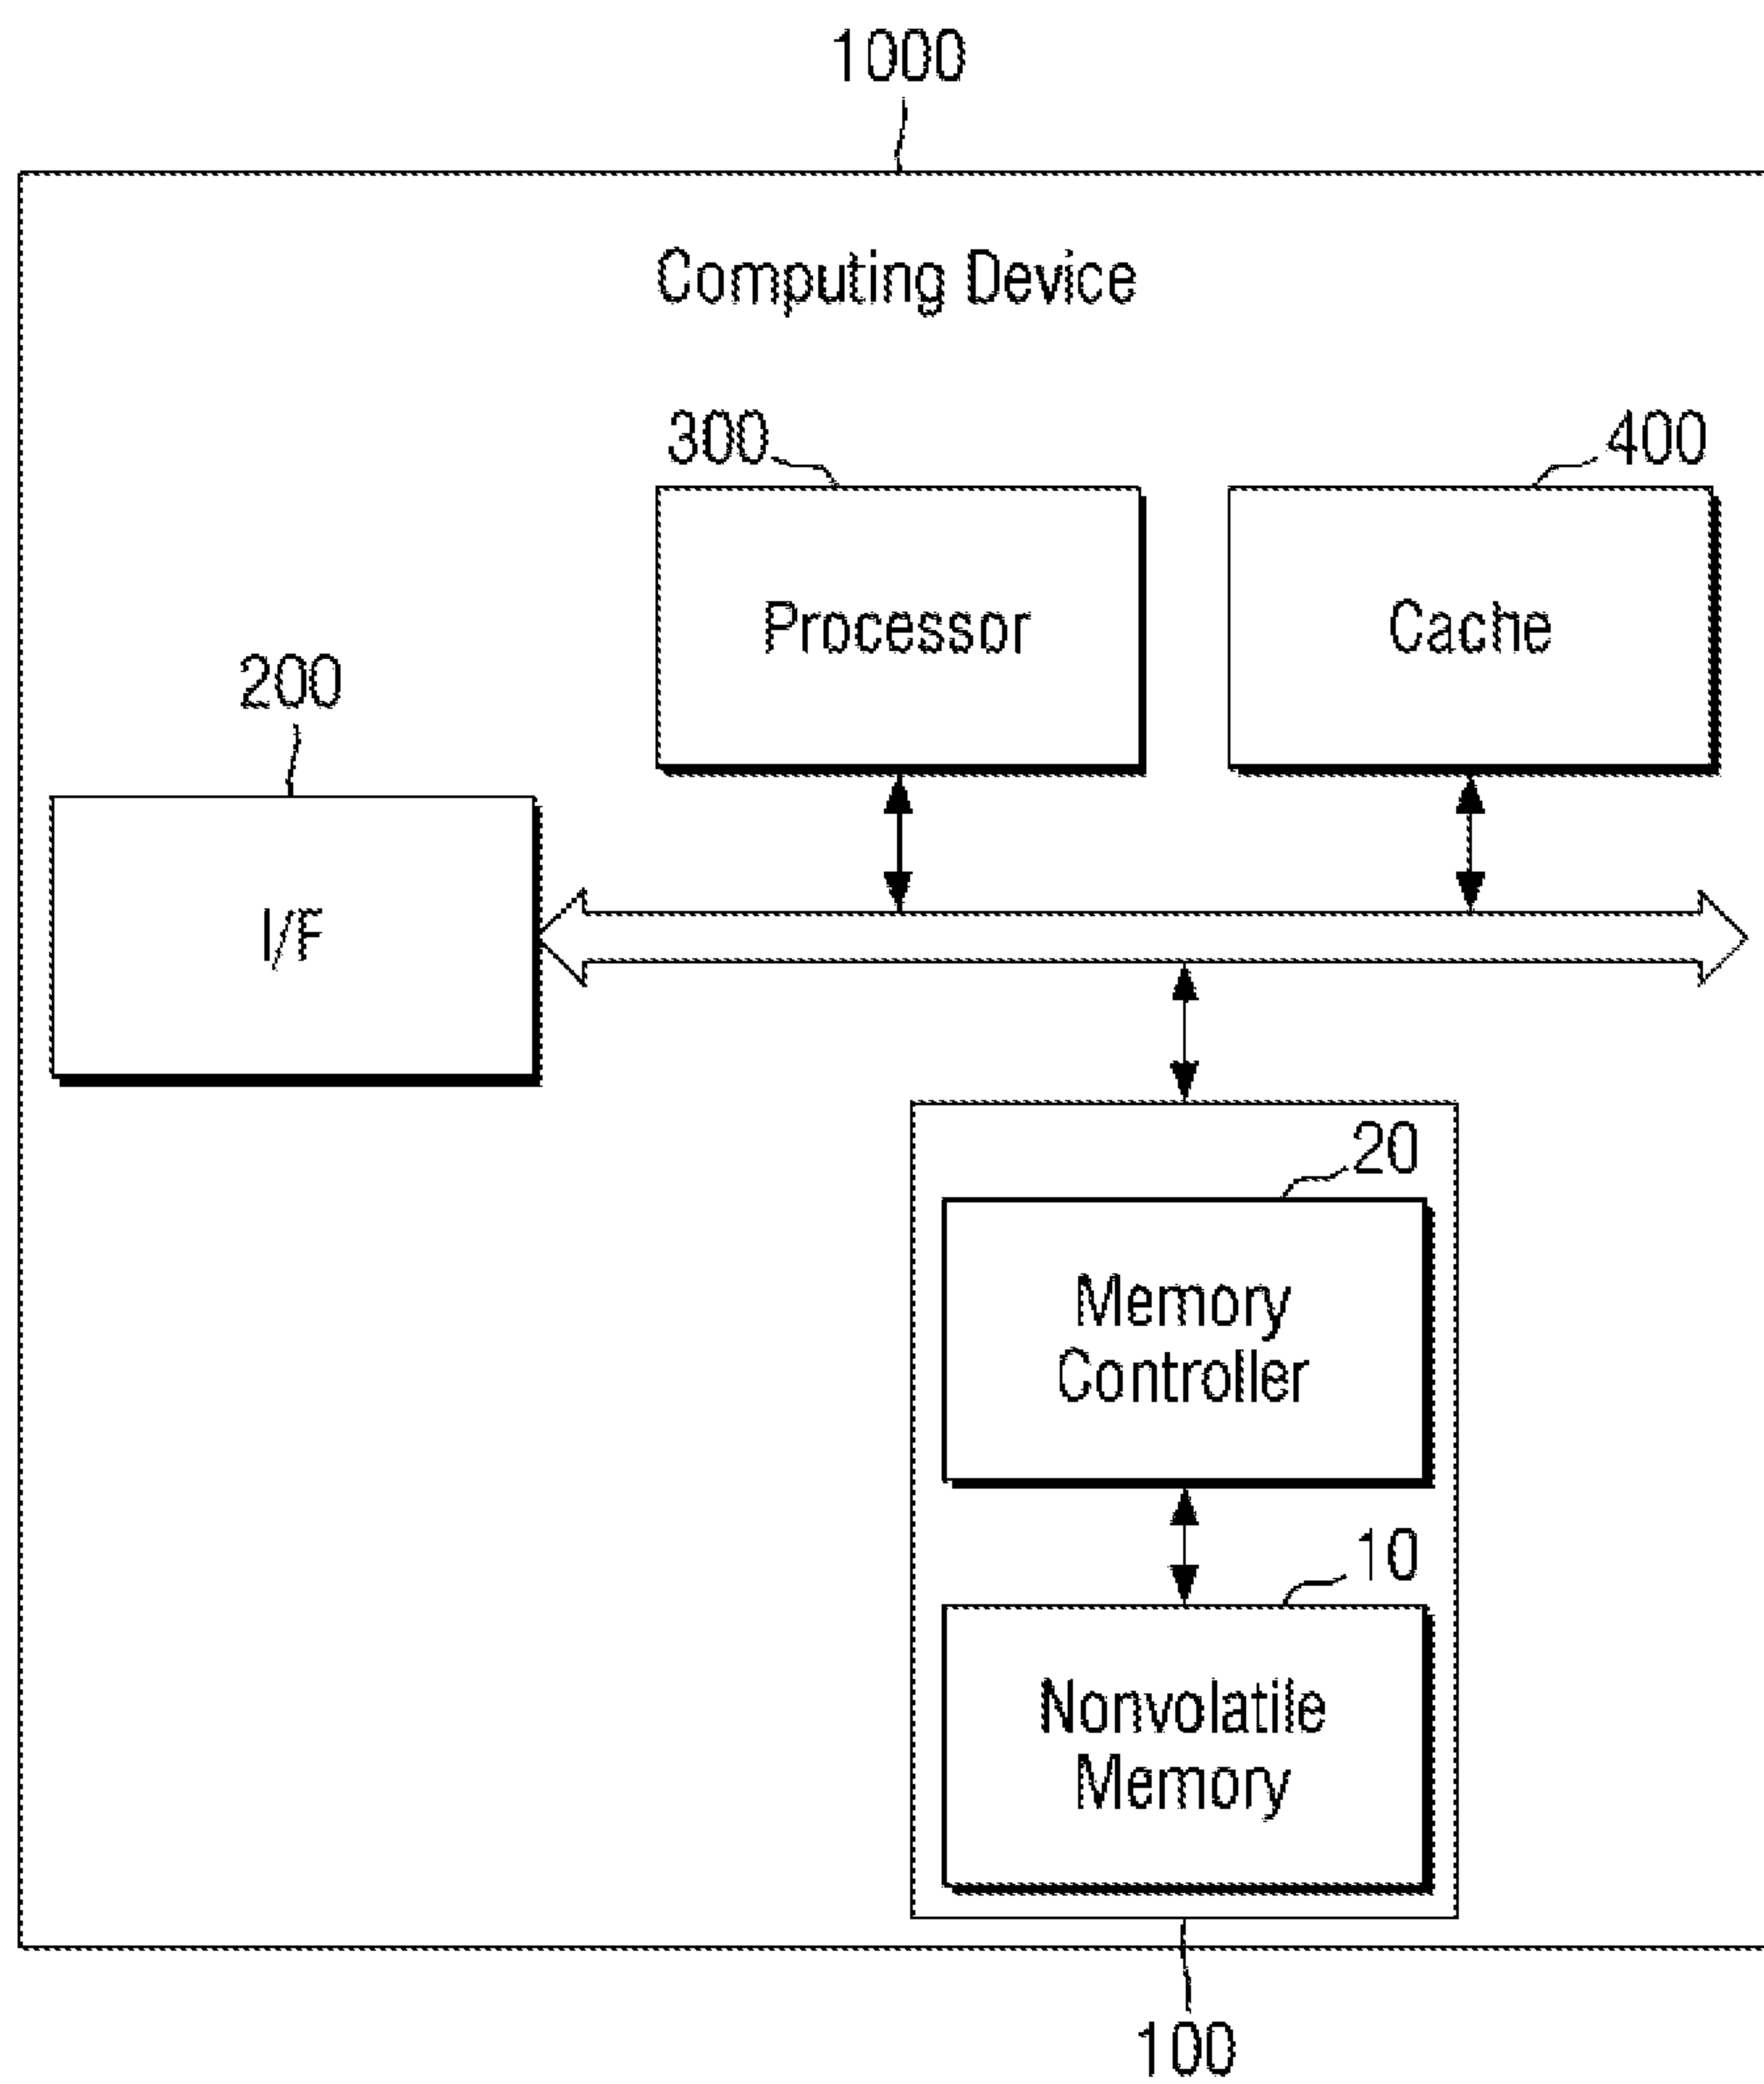 1000
Computing Device
300
400
Processor
Cache
200
I/F
20
Memory
Controller
10
Nonvolatile
Memory
100